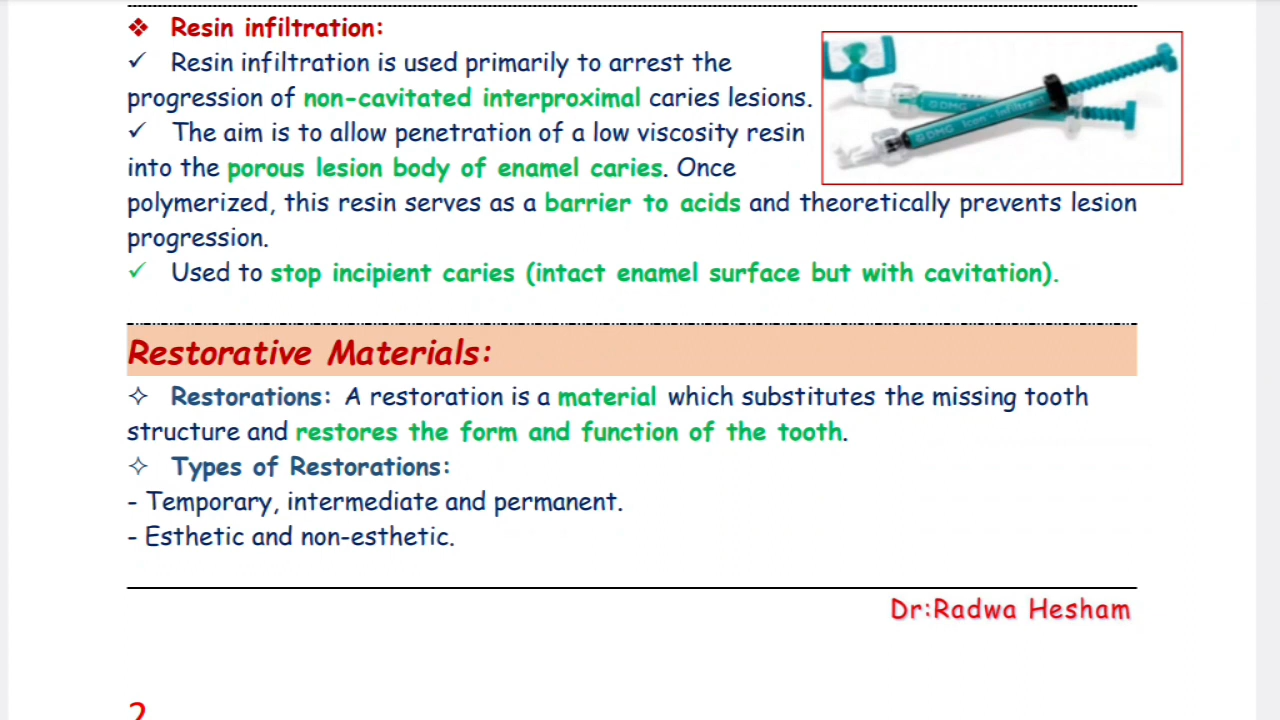 ❖ Resin infiltration:
✓ Resin infiltration is used primarily to arrest the
progression of non-cavitated interproximal caries lesions.
✓ The aim is to allow penetration of a low viscosity resin
into the porous lesion body of enamel caries. Once
polymerized, this resin serves as a barrier to acids and theoretically prevents lesion
progression.
✓ Used to stop incipient caries (intact enamel surface but with cavitation).
DMG
DMG Icon - Infiltrant
Restorative Materials:
✧ Restorations: A restoration is a material which substitutes the missing tooth
structure and restores the form and function of the tooth.
✧ Types of Restorations:
- Temporary, intermediate and permanent.
- Esthetic and non-esthetic.
Dr:Radwa Hesham
2